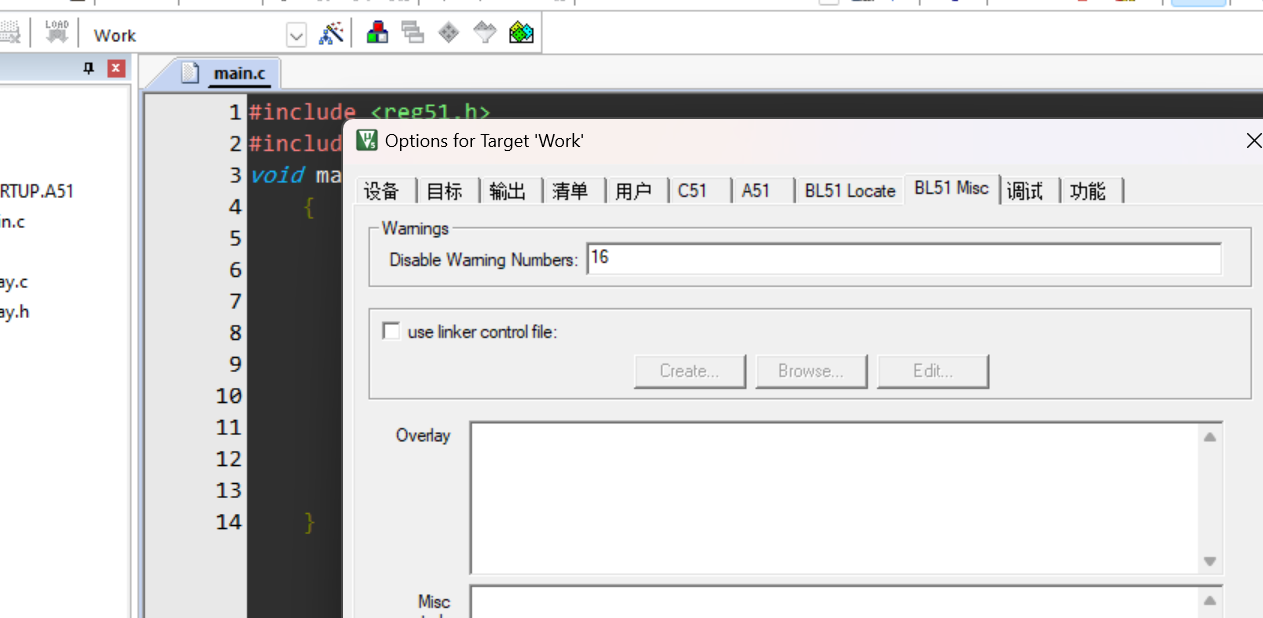 LOAD
Work
main.c
1 #include <reg51.h>
2 #includ
3 void ma
4 {
5
6
7
8
9
10
11
12
13
14 }
RTUP.A51
in.c
ay.c
ay.h
Options for Target 'Work'
设备 目标 输出 清单 用户 C51 A51 BL51 Locate BL51 Misc 调试 功能
Warnings
Disable Warning Numbers: 16
use linker control file:
Create... Browse... Edit...
Overlay
Misc